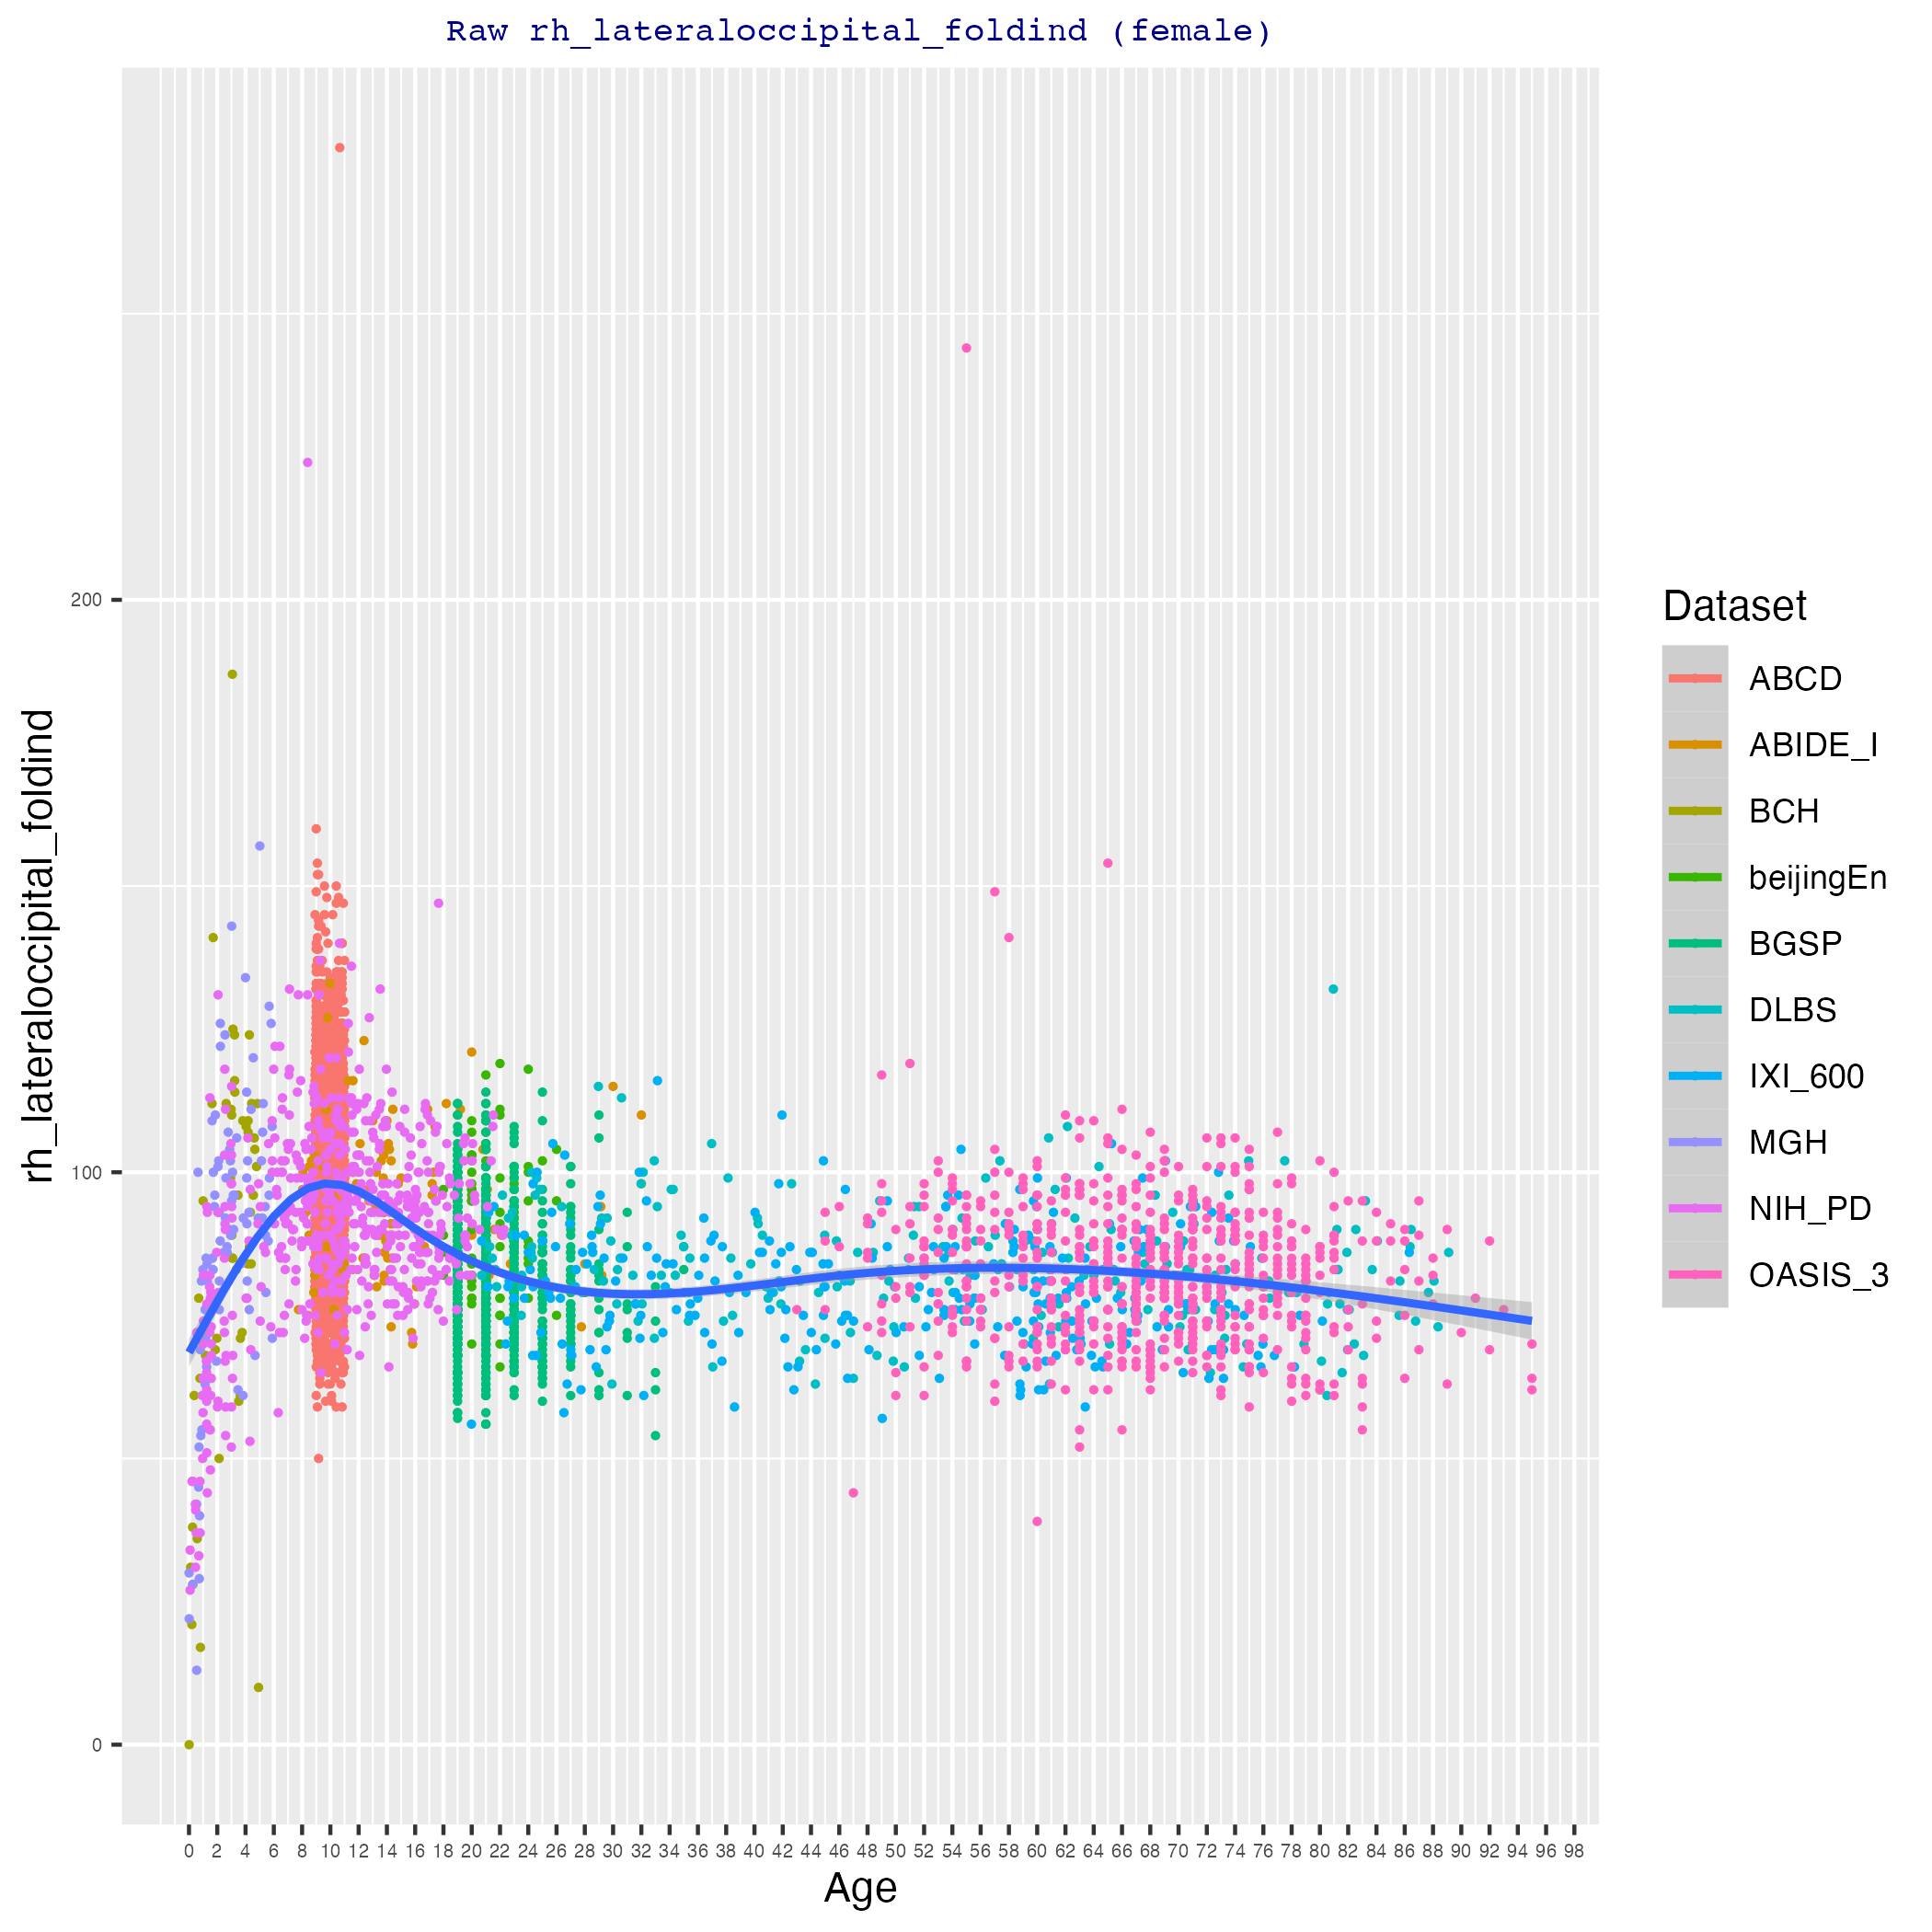 Raw rh_lateraloccipital_foldind (female)
rh_lateraloccipital_foldind
200
100
0
0 2 4 6 8 10 12 14 16 18 20 22 24 26 28 30 32 34 36 38 40 42 44 46 48 50 52 54 56 58 60 62 64 66 68 70 72 74 76 78 80 82 84 86 88 90 92 94 96 98
Age
Dataset
ABCD
ABIDE_I
BCH
beijingEn
BGSP
DLBS
IXI_600
MGH
NIH_PD
OASIS_3